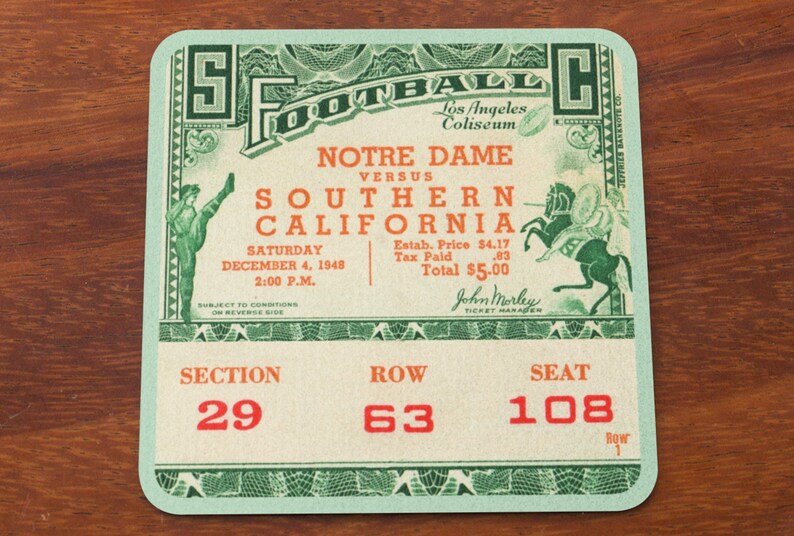 S FOOTBALL C
Los Angeles
Coliseum
JEFFRIES BANKNOTE CO.
NOTRE DAME
VERSUS
SOUTHERN
CALIFORNIA
SATURDAY
DECEMBER 4, 1948
2:00 P.M.
Estab. Price $4.17
Tax Paid .83
Total $5.00
SUBJECT TO CONDITIONS
ON REVERSE SIDE
John Morley
TICKET MANAGER
SECTION ROW SEAT
29 63 108
Row
1